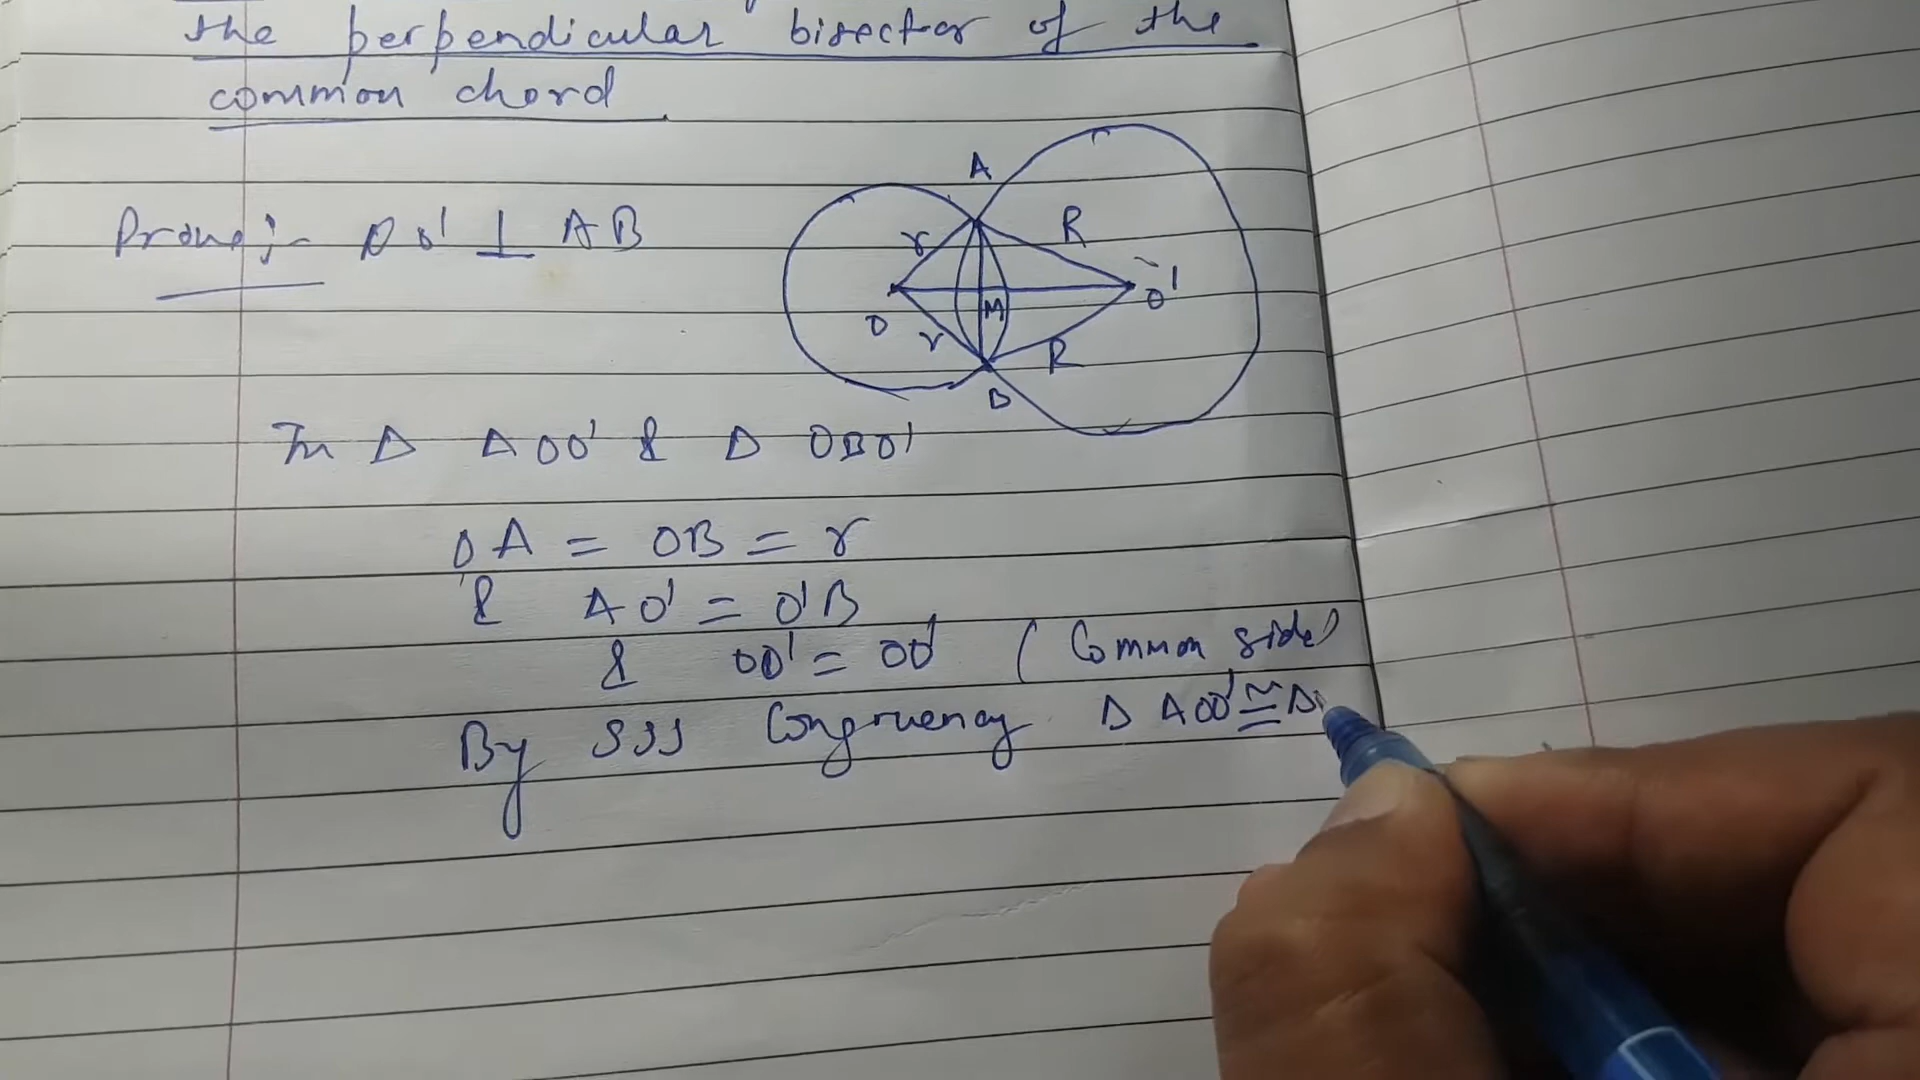 the perpendicular bisector of the
common chord
A
Prove :- OO' ⊥ AB
r
R
M
O
O'
r
R
B
In Δ AOO' & Δ OBO'
OA = OB = r
& AO' = O'B
& OO' = OO' (Common side)
By SSS Congruency Δ AOO' ≅ Δ